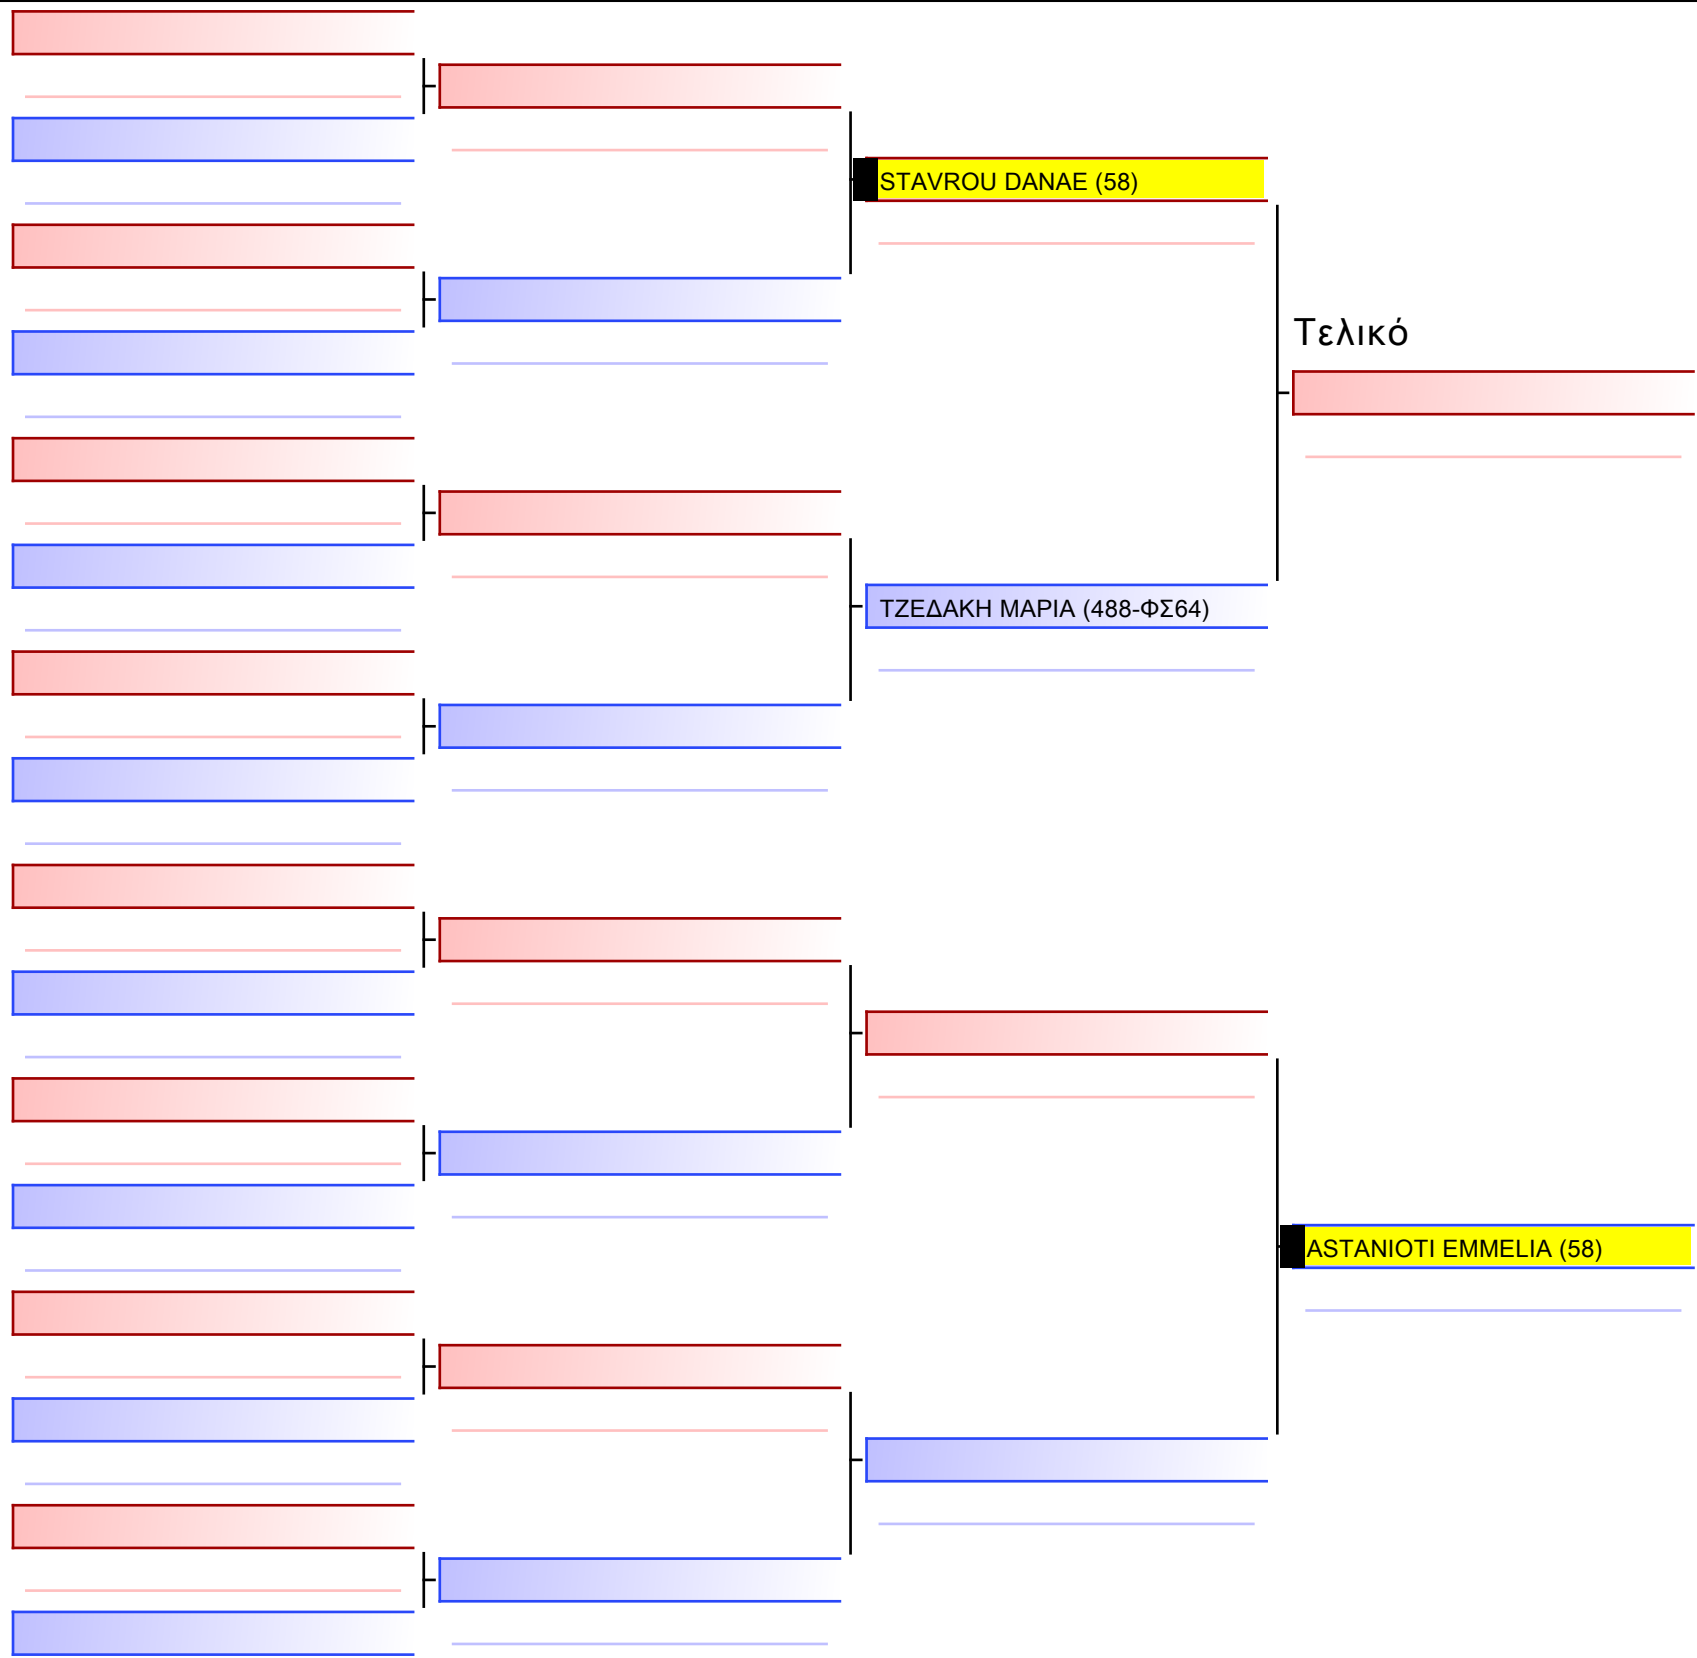 STAVROU DANAE (58)
Τελικό
ΤΖΕΔΑΚΗ ΜΑΡΙΑ (488-ΦΣ64)
ASTANIOTI EMMELIA (58)